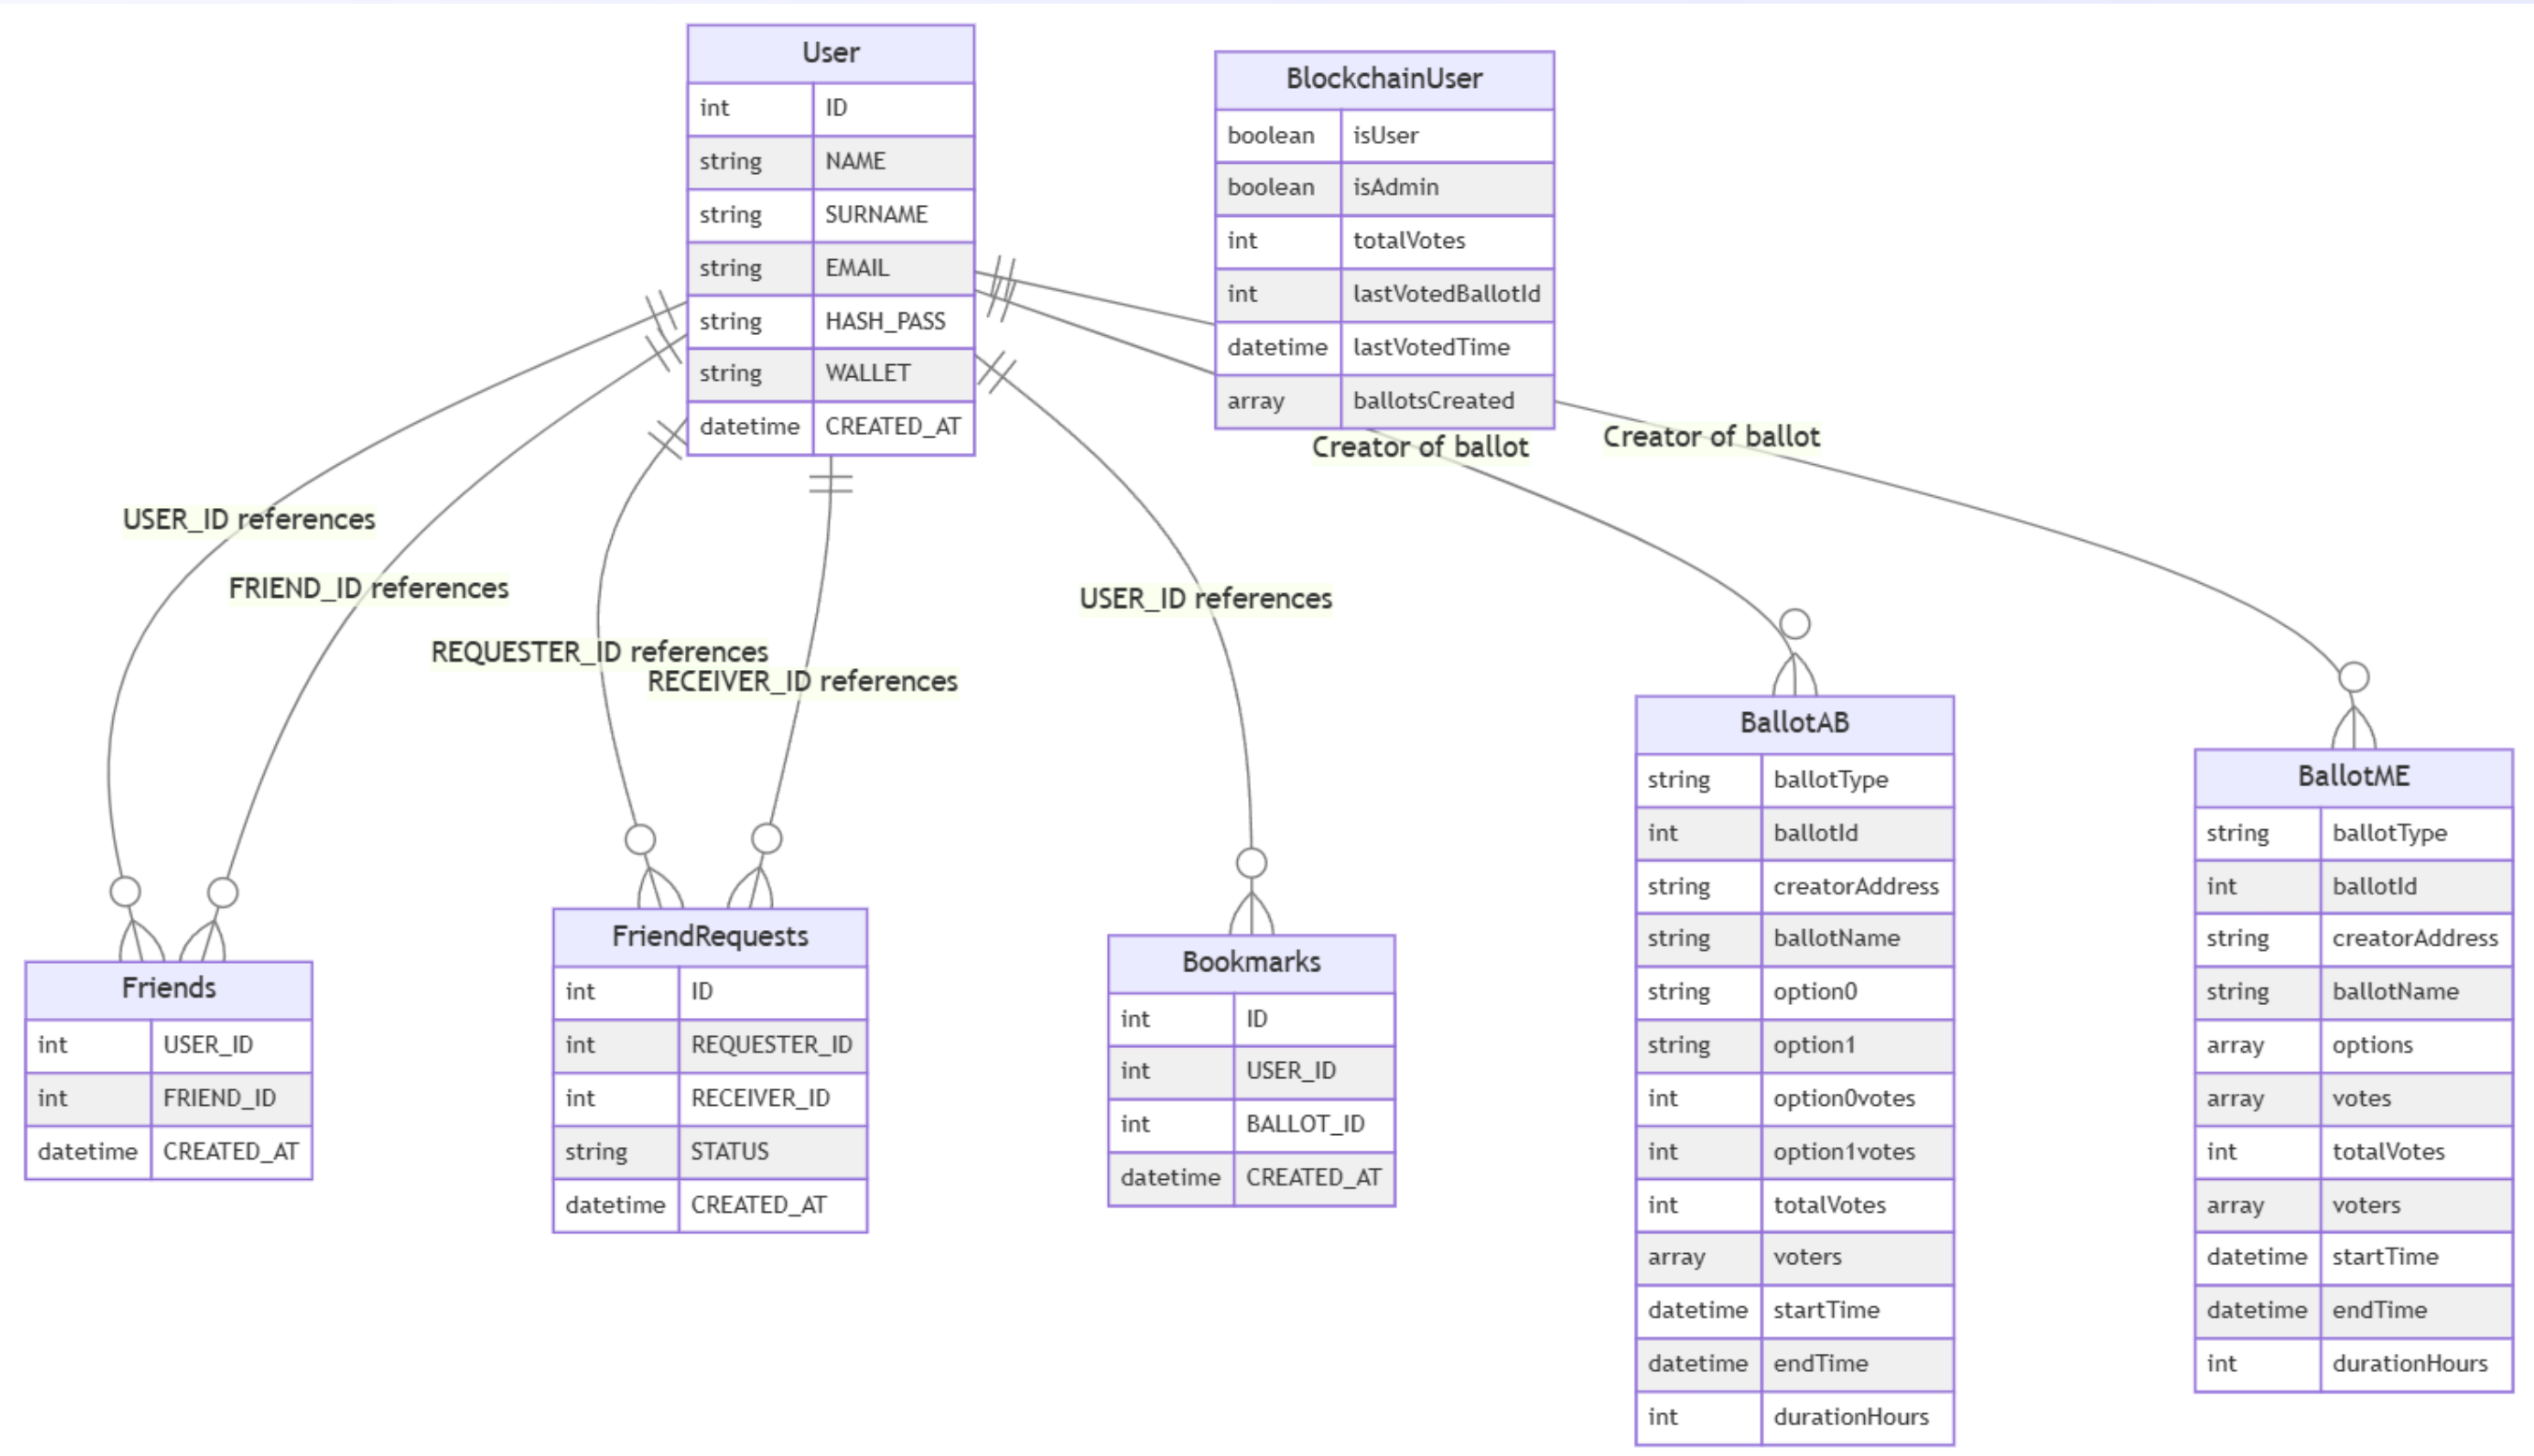 User
int ID
string NAME
string SURNAME
string EMAIL
string HASH_PASS
string WALLET
datetime CREATED_AT
BlockchainUser
boolean isUser
boolean isAdmin
int totalVotes
int lastVotedBallotId
datetime lastVotedTime
array ballotsCreated
Creator of ballot
Creator of ballot
USER_ID references
FRIEND_ID references
REQUESTER_ID references
RECEIVER_ID references
USER_ID references
Friends
int USER_ID
int FRIEND_ID
datetime CREATED_AT
FriendRequests
int ID
int REQUESTER_ID
int RECEIVER_ID
string STATUS
datetime CREATED_AT
Bookmarks
int ID
int USER_ID
int BALLOT_ID
datetime CREATED_AT
BallotAB
string ballotType
int ballotId
string creatorAddress
string ballotName
string option0
string option1
int option0votes
int option1votes
int totalVotes
array voters
datetime startTime
datetime endTime
int durationHours
BallotME
string ballotType
int ballotId
string creatorAddress
string ballotName
array options
array votes
int totalVotes
array voters
datetime startTime
datetime endTime
int durationHours